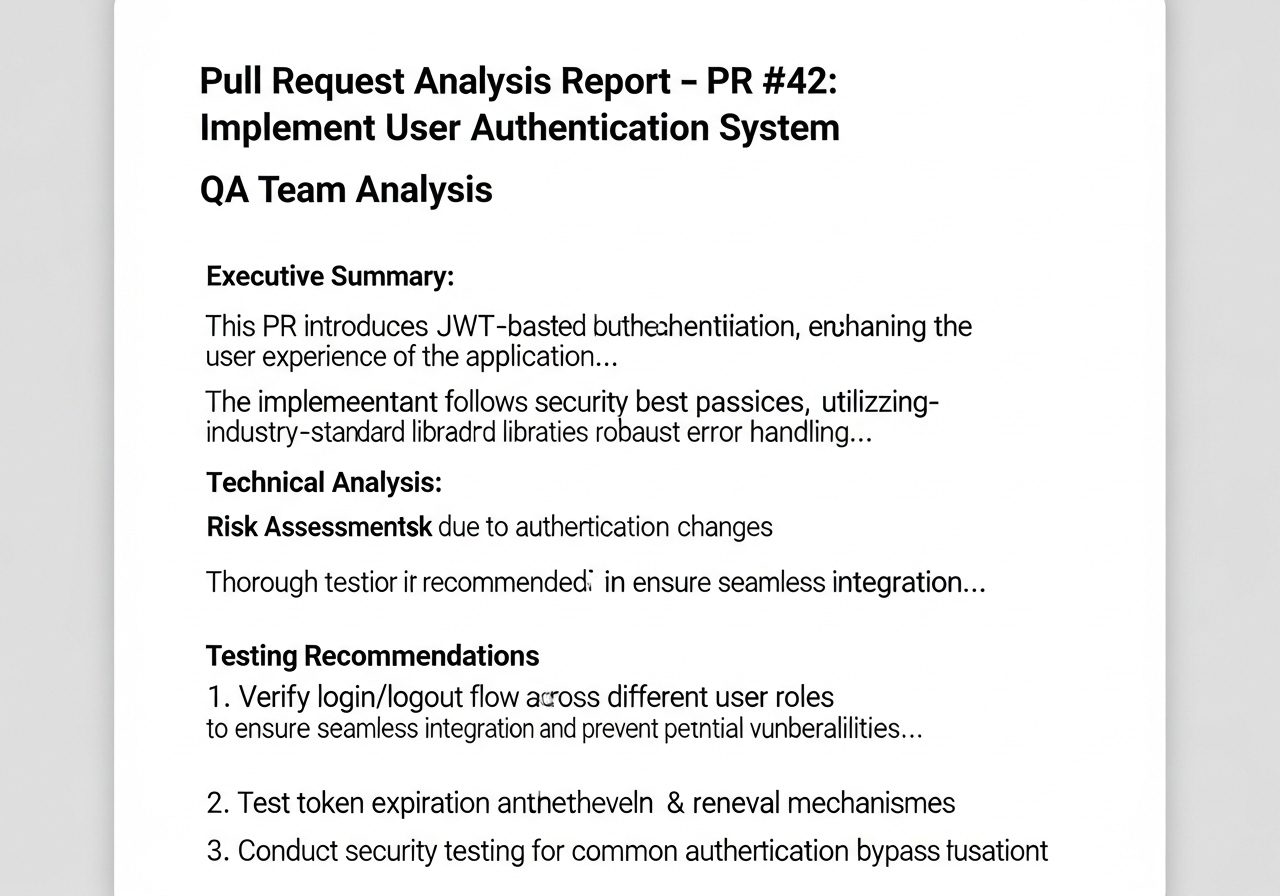 Pull Request Analysis Report – PR #42:
Implement User Authentication System
QA Team Analysis
Executive Summary:
This PR introduces JWT-basted buthechentiiation, eruhaning the
user experience of the application...
The implemeentant follows security best passices, utilizzing-
industry-standard libradrd libraties robaust error handling...
Technical Analysis:
Risk Assessmentsk due to authertication changes
Thorough testior ir recommended: in ensure seamless integration...
Testing Recommendations
1. Verify login/logout flow across different user roles
to ensure seamless integration and prevent petntial vunberalilities...
2. Test token expiration anthetheveln & reneval mechanismes
3. Conduct security testing for common authertication bypass tusationt